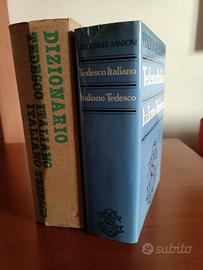 DIZIONARIO
TEDESCO ITALIANO
ITALIANO TEDESCO
I DIZIONARI SANSONI
Tedesco Italiano
Italiano Tedesco
subito